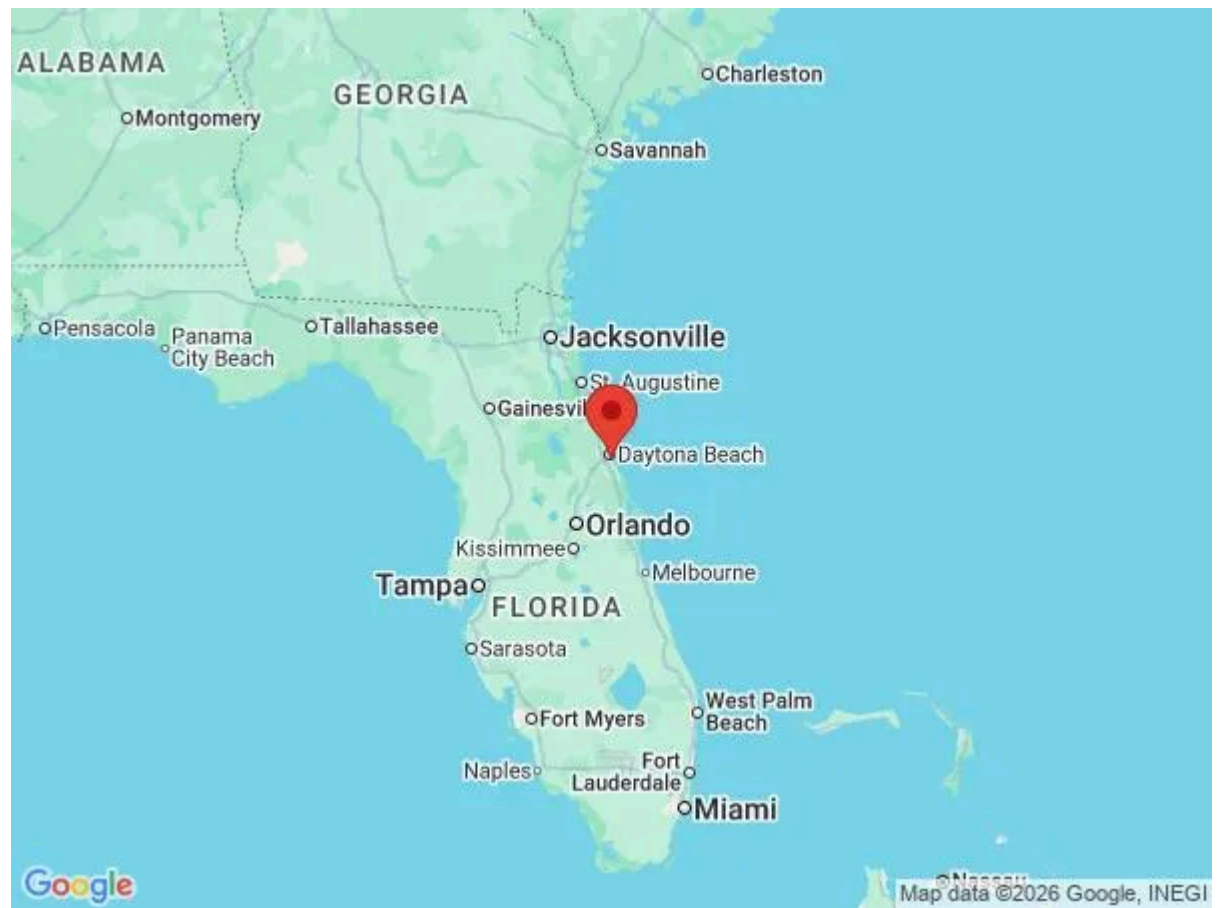 ALABAMA
Charleston
GEORGIA
Montgomery
Savannah
Pensacola
Panama
City Beach
Tallahassee
Jacksonville
St. Augustine
Daytona Beach
Orlando
Kissimmee
Melbourne
Tampa
FLORIDA
Sarasota
West Palm
Beach
Fort Myers
Naples
Fort
Lauderdale
Miami
Google
Map data ©2026 Google, INEGI